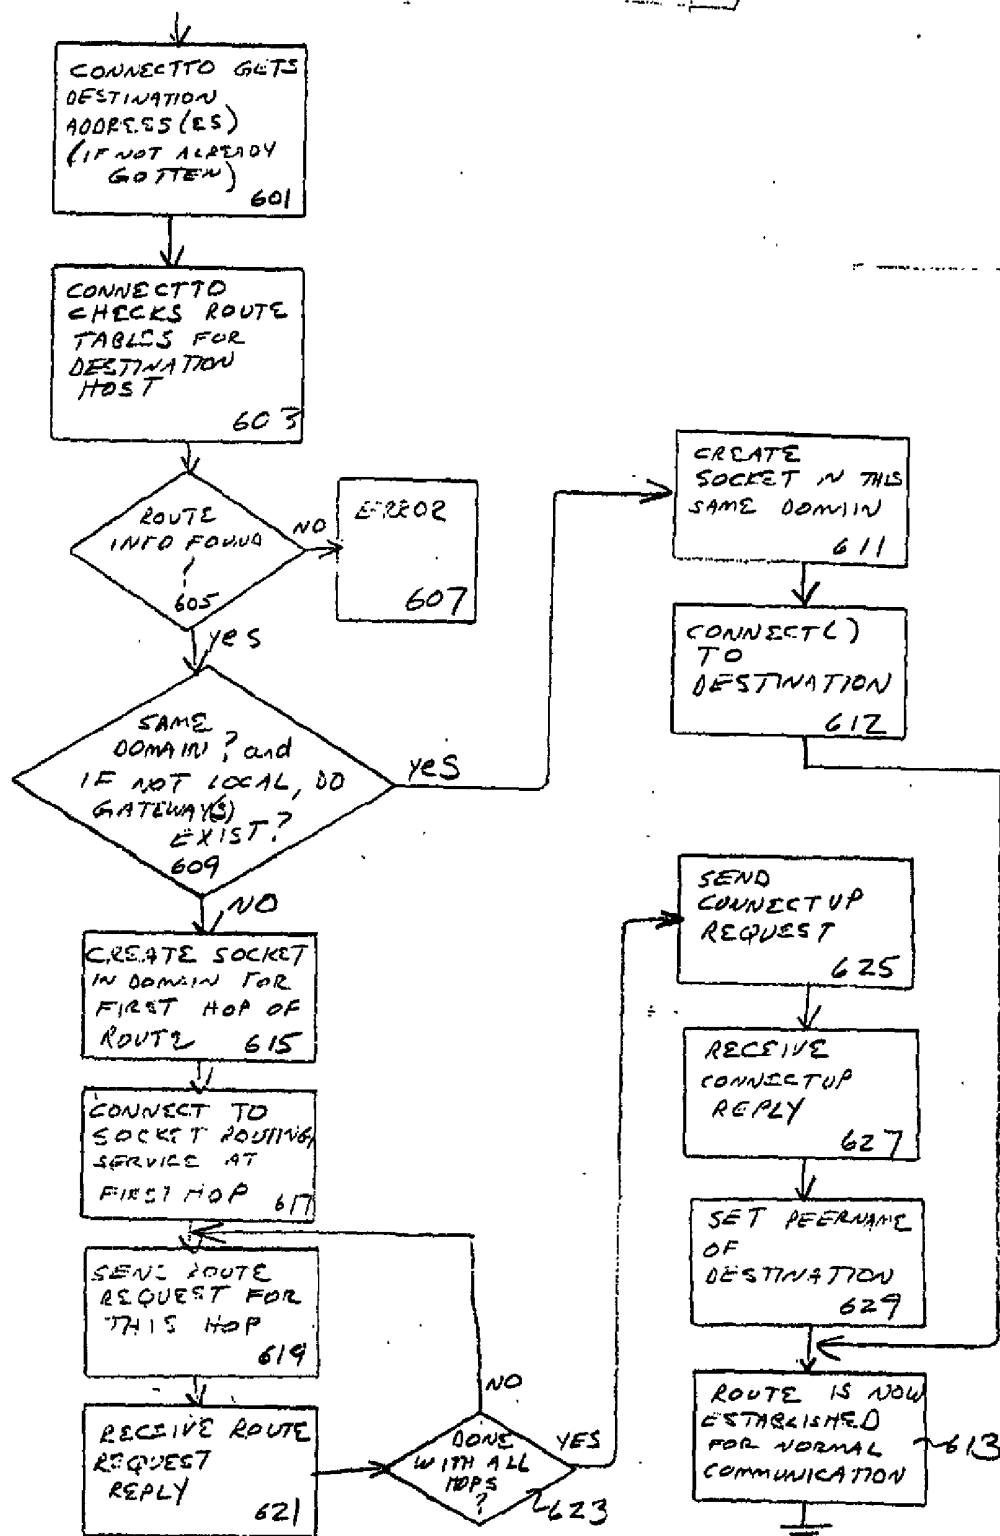 CONNECTTO GETS
DESTINATION
ADDRESS(ES)
(IF NOT ALREADY
GOTTEN)
601
CONNECTTO
CHECKS ROUTE
TABLES FOR
DESTINATION
HOST
603
ROUTE
INFO FOUND
?
605
NO
ERROR
607
yes
SAME
DOMAIN? and
IF NOT LOCAL, DO
GATEWAY(S)
EXIST?
609
yes
NO
CREATE
SOCKET IN THIS
SAME DOMAIN
611
CONNECT()
TO
DESTINATION
612
CREATE SOCKET
IN DOMAIN FOR
FIRST HOP OF
ROUTE 615
CONNECT TO
SOCKET ROUTING
SERVICE AT
FIRST HOP 617
SEND ROUTE
REQUEST FOR
THIS HOP
619
RECEIVE ROUTE
REQUEST
REPLY
621
NO
DONE
WITH ALL
HOPS
?
623
YES
SEND
CONNECTUP
REQUEST
625
RECEIVE
CONNECTUP
REPLY
627
SET PEERNAME
OF
DESTINATION
629
ROUTE IS NOW
ESTABLISHED
FOR NORMAL
COMMUNICATION
613